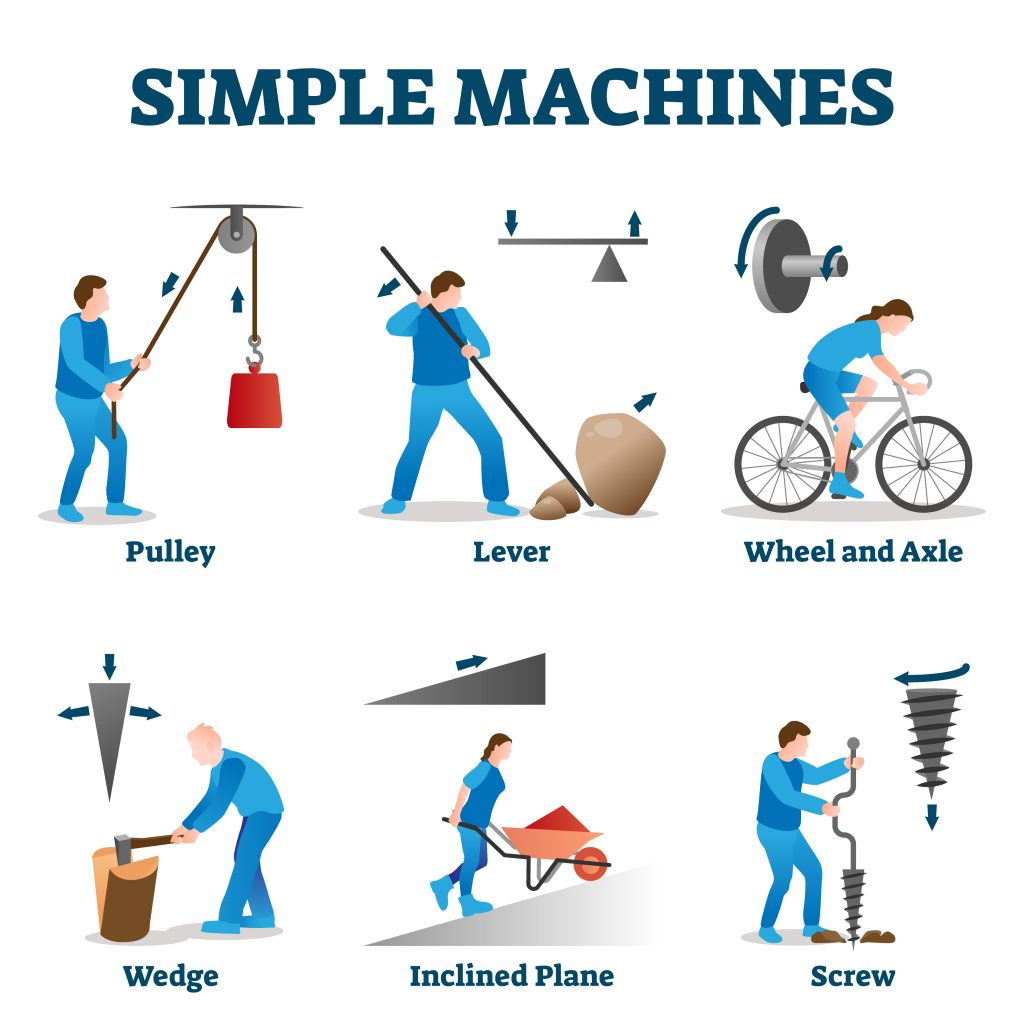 SIMPLE MACHINES
Pulley
Lever
Wheel and Axle
Wedge
Inclined Plane
Screw